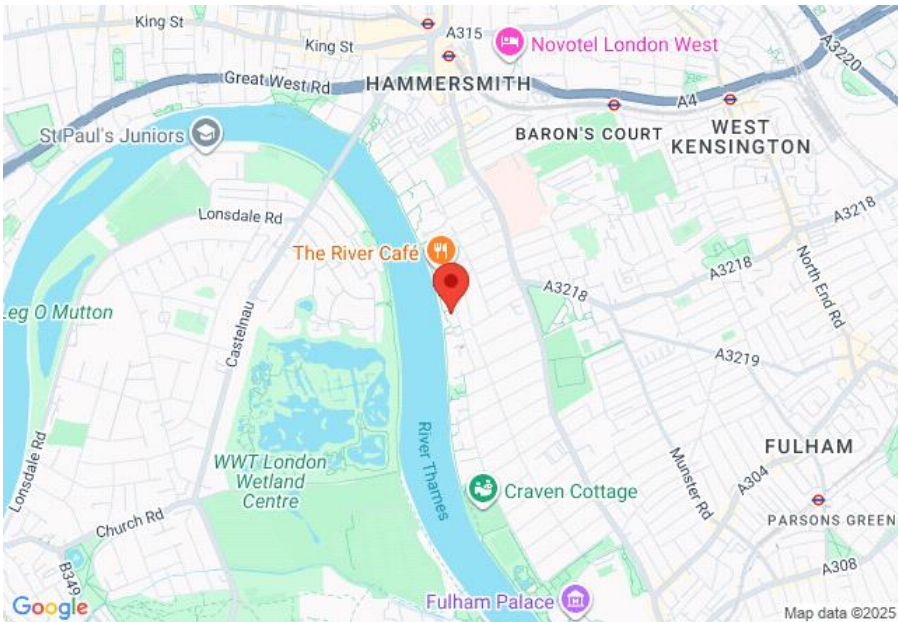 King St
King St
A315
Novotel London West
A3220
Great West Rd
HAMMERSMITH
A4
St Paul's Juniors
BARON'S COURT
WEST
KENSINGTON
Lonsdale Rd
A3218
The River Café
A3218
North End Rd
A3218
Leg O Mutton
Castelnau
A3219
River Thames
FULHAM
Munster Rd
A304
Lonsdale Rd
WWT London
Wetland
Centre
Craven Cottage
Church Rd
PARSONS GREEN
B349
A308
Fulham Palace
Google
Map data ©2025